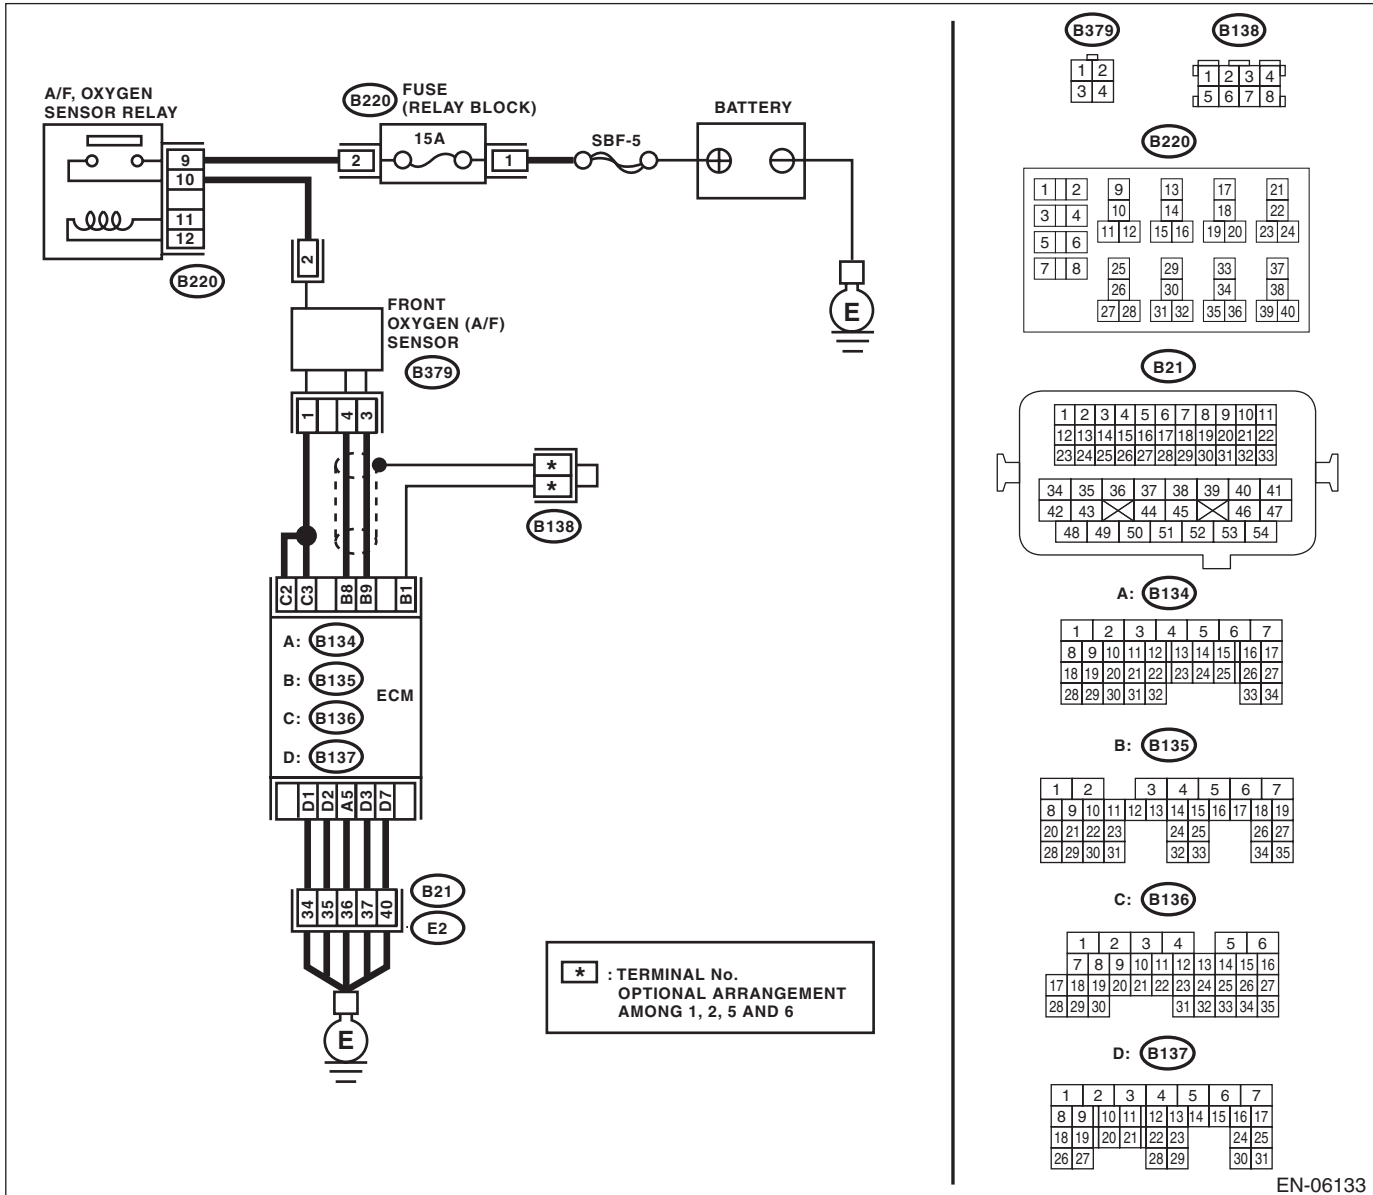 A/F, OXYGEN
SENSOR RELAY
9
10
11
12
B220
B220
FUSE
(RELAY BLOCK)
15A
2
1
SBF-5
BATTERY
E
2
FRONT
OXYGEN (A/F)
SENSOR
B379
1 4 3
*
*
B138
C2 C3 B8 B9 B1
A: B134
B: B135
C: B136
D: B137
ECM
D1 D2 A5 D3 D7
34 35 36 37 40
B21
E2
E
* : TERMINAL No.
OPTIONAL ARRANGEMENT
AMONG 1, 2, 5 AND 6
B379
1 2
3 4
B138
1 2 3 4
5 6 7 8
B220
1 2 9 13 17 21
3 4 10 14 18 22
11 12 15 16 19 20 23 24
5 6
7 8 25 29 33 37
26 30 34 38
27 28 31 32 35 36 39 40
B21
1 2 3 4 5 6 7 8 9 10 11
12 13 14 15 16 17 18 19 20 21 22
23 24 25 26 27 28 29 30 31 32 33
34 35 36 37 38 39 40 41
42 43 44 45 46 47
48 49 50 51 52 53 54
A: B134
1 2 3 4 5 6 7
8 9 10 11 12 13 14 15 16 17
18 19 20 21 22 23 24 25 26 27
28 29 30 31 32 33 34
B: B135
1 2 3 4 5 6 7
8 9 10 11 12 13 14 15 16 17 18 19
20 21 22 23 24 25 26 27
28 29 30 31 32 33 34 35
C: B136
1 2 3 4 5 6
7 8 9 10 11 12 13 14 15 16
17 18 19 20 21 22 23 24 25 26 27
28 29 30 31 32 33 34 35
D: B137
1 2 3 4 5 6 7
8 9 10 11 12 13 14 15 16 17
18 19 20 21 22 23 24 25
26 27 28 29 30 31
EN-06133